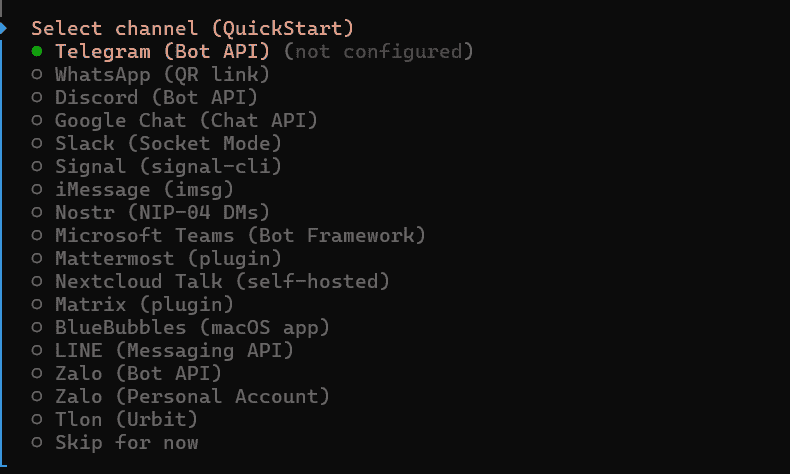 Select channel (QuickStart)
Telegram (Bot API) (not configured)
WhatsApp (QR link)
Discord (Bot API)
Google Chat (Chat API)
Slack (Socket Mode)
Signal (signal-cli)
iMessage (imsg)
Nostr (NIP-04 DMs)
Microsoft Teams (Bot Framework)
Mattermost (plugin)
Nextcloud Talk (self-hosted)
Matrix (plugin)
BlueBubbles (macOS app)
LINE (Messaging API)
Zalo (Bot API)
Zalo (Personal Account)
Tlon (Urbit)
Skip for now